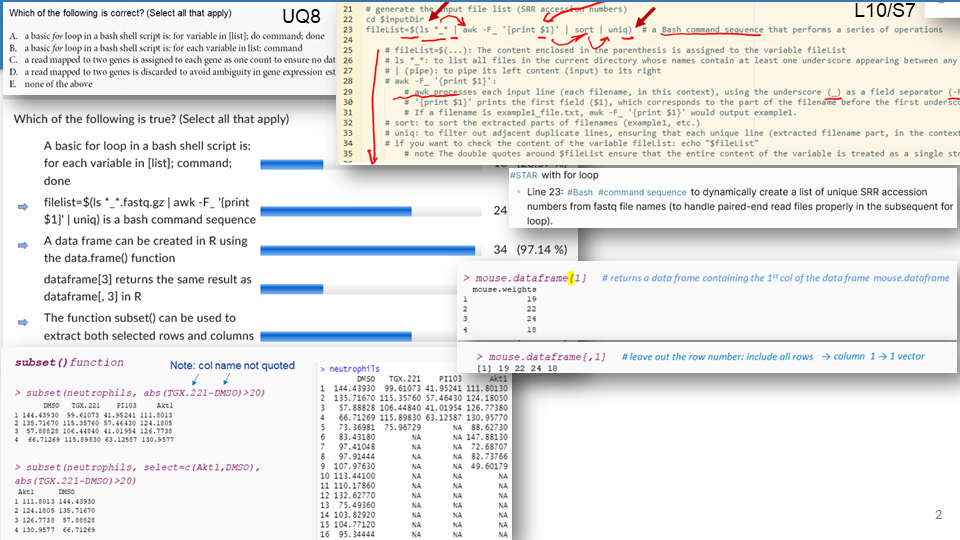 Which of the following is correct? (Select all that apply)
UQ8
A. a basic for loop in a bash shell script is: for variable in [list]; do command; done
B. a basic for loop in a bash shell script is: for each variable in list: command
C. a read mapped to two genes is assigned to each gene as one count to ensure no dat
D. a read mapped to two genes is discarded to avoid ambiguity in gene expression est
E. none of the above
L10/S7
21 # generate the input file list (SRR accession numbers)
22 cd $inputDir
23 fileList=$(ls *_* | awk -F_ '{print $1}' | sort | uniq) # a Bash command sequence that performs a series of operations
24
25 # fileList=$(...): The content enclosed in the parenthesis is assigned to the variable fileList
26 # ls *_*: to list all files in the current directory whose names contain at least one underscore appearing between
27 # | (pipe): to pipe its left content (input) to its right
28 # awk -F_ '{print $1}':
29 # awk processes each input line (each filename, in this context), using the underscore (_) as a field separator (-F
30 # '{print $1}' prints the first field ($1), which corresponds to the part of the filename before the first undersco
31 # If a filename is example1_file.txt, awk -F_ '{print $1}' would output example1.
32 # sort: to sort the extracted parts of filenames (example1, etc.)
33 # uniq: to filter out adjacent duplicate lines, ensuring that each unique line (extracted filename part, in the context
34 # if you want to check the content of the variable fileList: echo "$fileList"
35 # note The double quotes around $fileList ensure that the entire content of the variable is treated as a single str
Which of the following is true? (Select all that apply)
A basic for loop in a bash shell script is:
for each variable in [list]; command;
done
filelist=$(ls *_*.fastq.gz | awk -F_ '{print
$1}' | uniq) is a bash command sequence
24
A data frame can be created in R using
the data.frame() function
34 (97.14 %)
dataframe[3] returns the same result as
dataframe[, 3] in R
The function subset() can be used to
extract both selected rows and columns
#STAR with for loop
Line 23: #Bash #command sequence to dynamically create a list of unique SRR accession
numbers from fastq file names (to handle paired-end read files properly in the subsequent for
loop).
> mouse.dataframe[1] # returns a data frame containing the 1st col of the data frame mouse.dataframe
mouse.weights
1 19
2 22
3 24
4 18
> mouse.dataframe[,1] # leave out the row number: include all rows → column 1 → 1 vector
[1] 19 22 24 18
subset() function
Note: col name not quoted
> subset(neutrophils, abs(TGX.221-DMSO)>20)
DMSO TGX.221 PI103 Akt1
1 144.43930 99.61073 41.95241 111.8013
2 135.71670 115.35760 57.46430 124.1805
3 57.88828 106.44840 41.01954 126.7738
4 66.71269 115.89830 63.12587 130.9577
> subset(neutrophils, select=c(Akt1,DMSO),
abs(TGX.221-DMSO)>20)
Akt1 DMSO
1 111.8013 144.43930
2 124.1805 135.71670
3 126.7738 57.88828
4 130.9577 66.71269
> neutrophils
DMSO TGX.221 PI103 Akt1
1 144.43930 99.61073 41.95241 111.80130
2 135.71670 115.35760 57.46430 124.18050
3 57.88828 106.44840 41.01954 126.77380
4 66.71269 115.89830 63.12587 130.95770
5 73.36981 75.96729 NA 88.62730
6 83.43180 NA NA 147.88130
7 97.41048 NA NA 72.68707
8 97.91444 NA NA 82.73766
9 107.97630 NA NA 49.60179
10 113.44100 NA NA NA
11 110.17860 NA NA NA
12 132.62770 NA NA NA
13 75.49360 NA NA NA
14 103.82920 NA NA NA
15 104.77120 NA NA NA
16 95.34444 NA NA NA
2